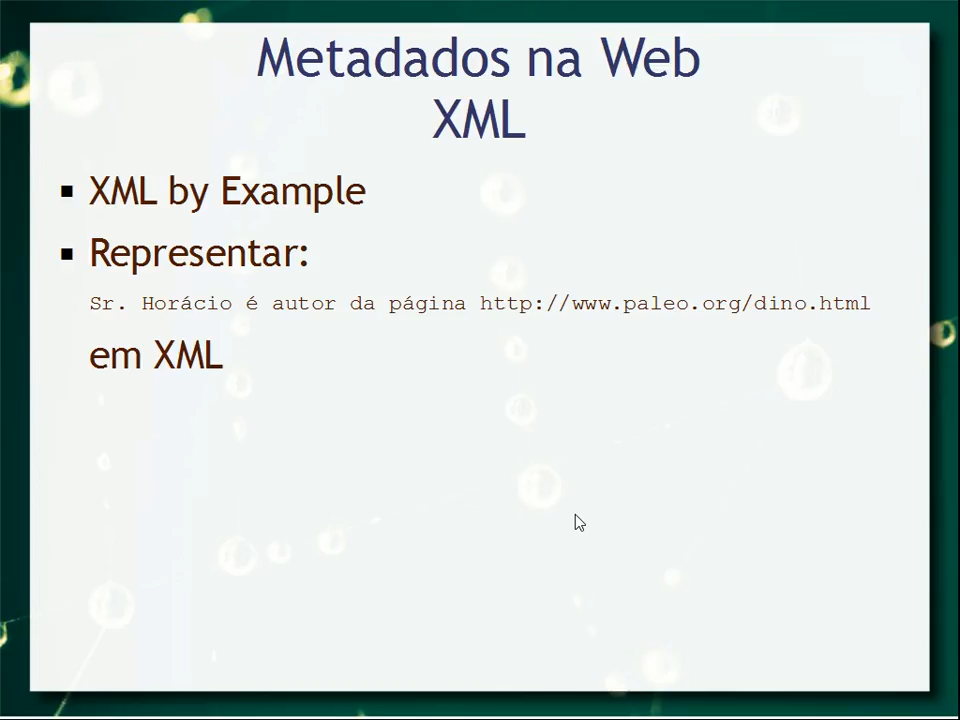 Metadados na Web
XML
XML by Example
Representar:
Sr. Horácio é autor da página http://www.paleo.org/dino.html
em XML